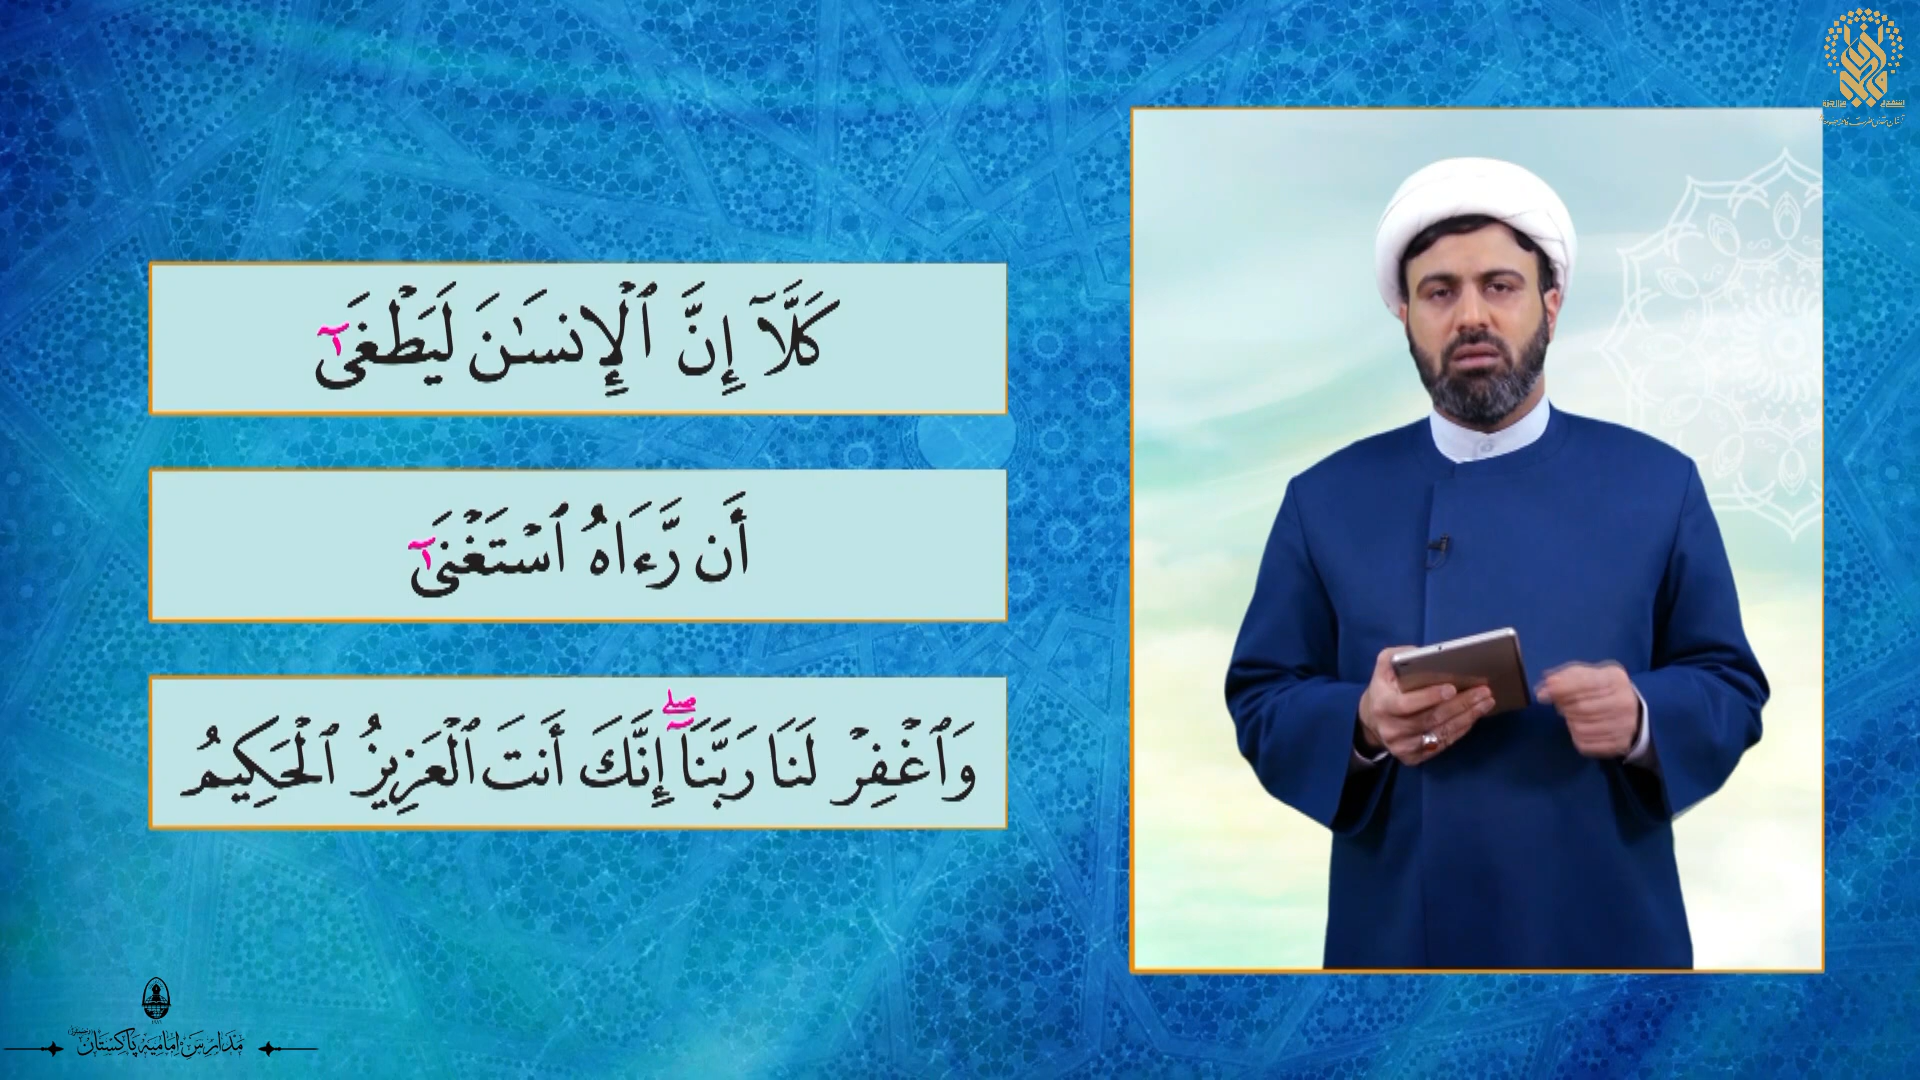 كَلَّآ إِنَّ ٱلْإِنسَـٰنَ لَيَطْغَىٰٓ
أَن رَّءَاهُ ٱسْتَغْنَىٰٓ
وَٱغْفِرْ لَنَا رَبَّنَآ ۖ إِنَّكَ أَنتَ ٱلْعَزِيزُ ٱلْحَكِيمُ
مدارس امامیہ پاکستان